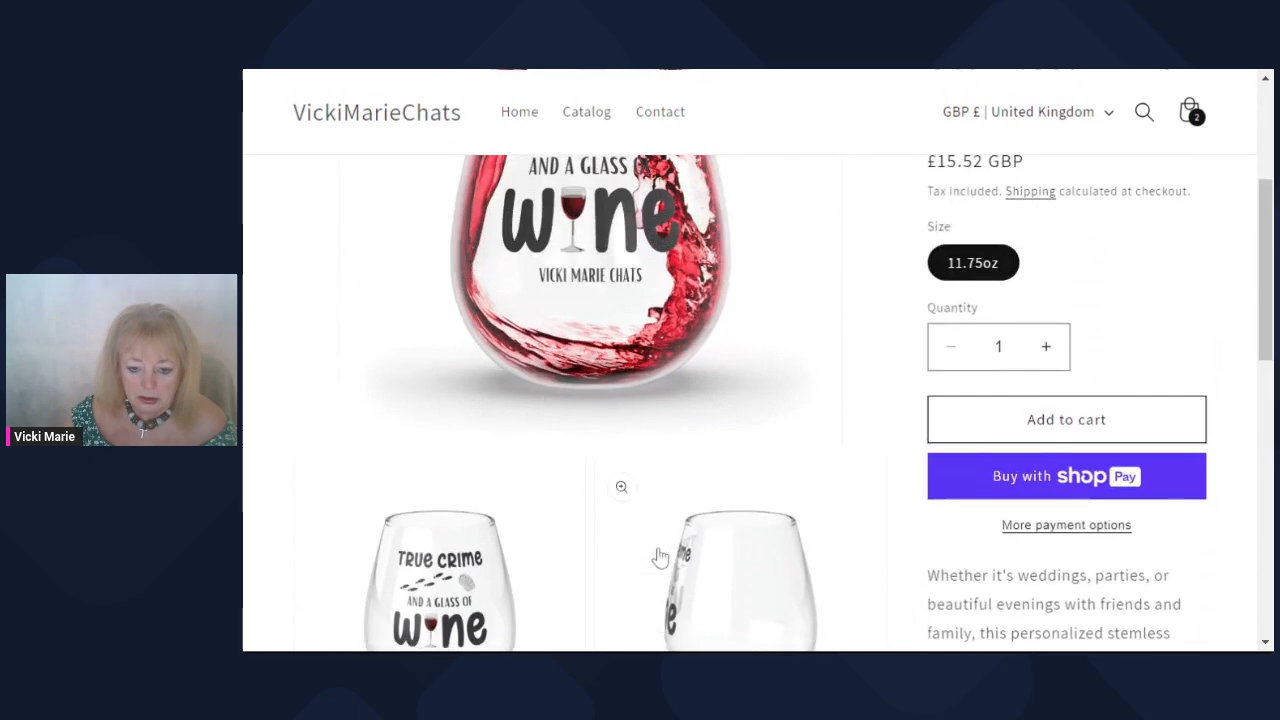 VickiMarieChats
Home
Catalog
Contact
GBP £ | United Kingdom
2
AND A GLASS OF
wine
VICKI MARIE CHATS
£15.52 GBP
Tax included. Shipping calculated at checkout.
Size
11.75oz
Quantity
1
Add to cart
Buy with shop Pay
More payment options
TRUE CRIME
AND A GLASS OF
wine
Whether it's weddings, parties, or
beautiful evenings with friends and
family, this personalized stemless
Vicki Marie